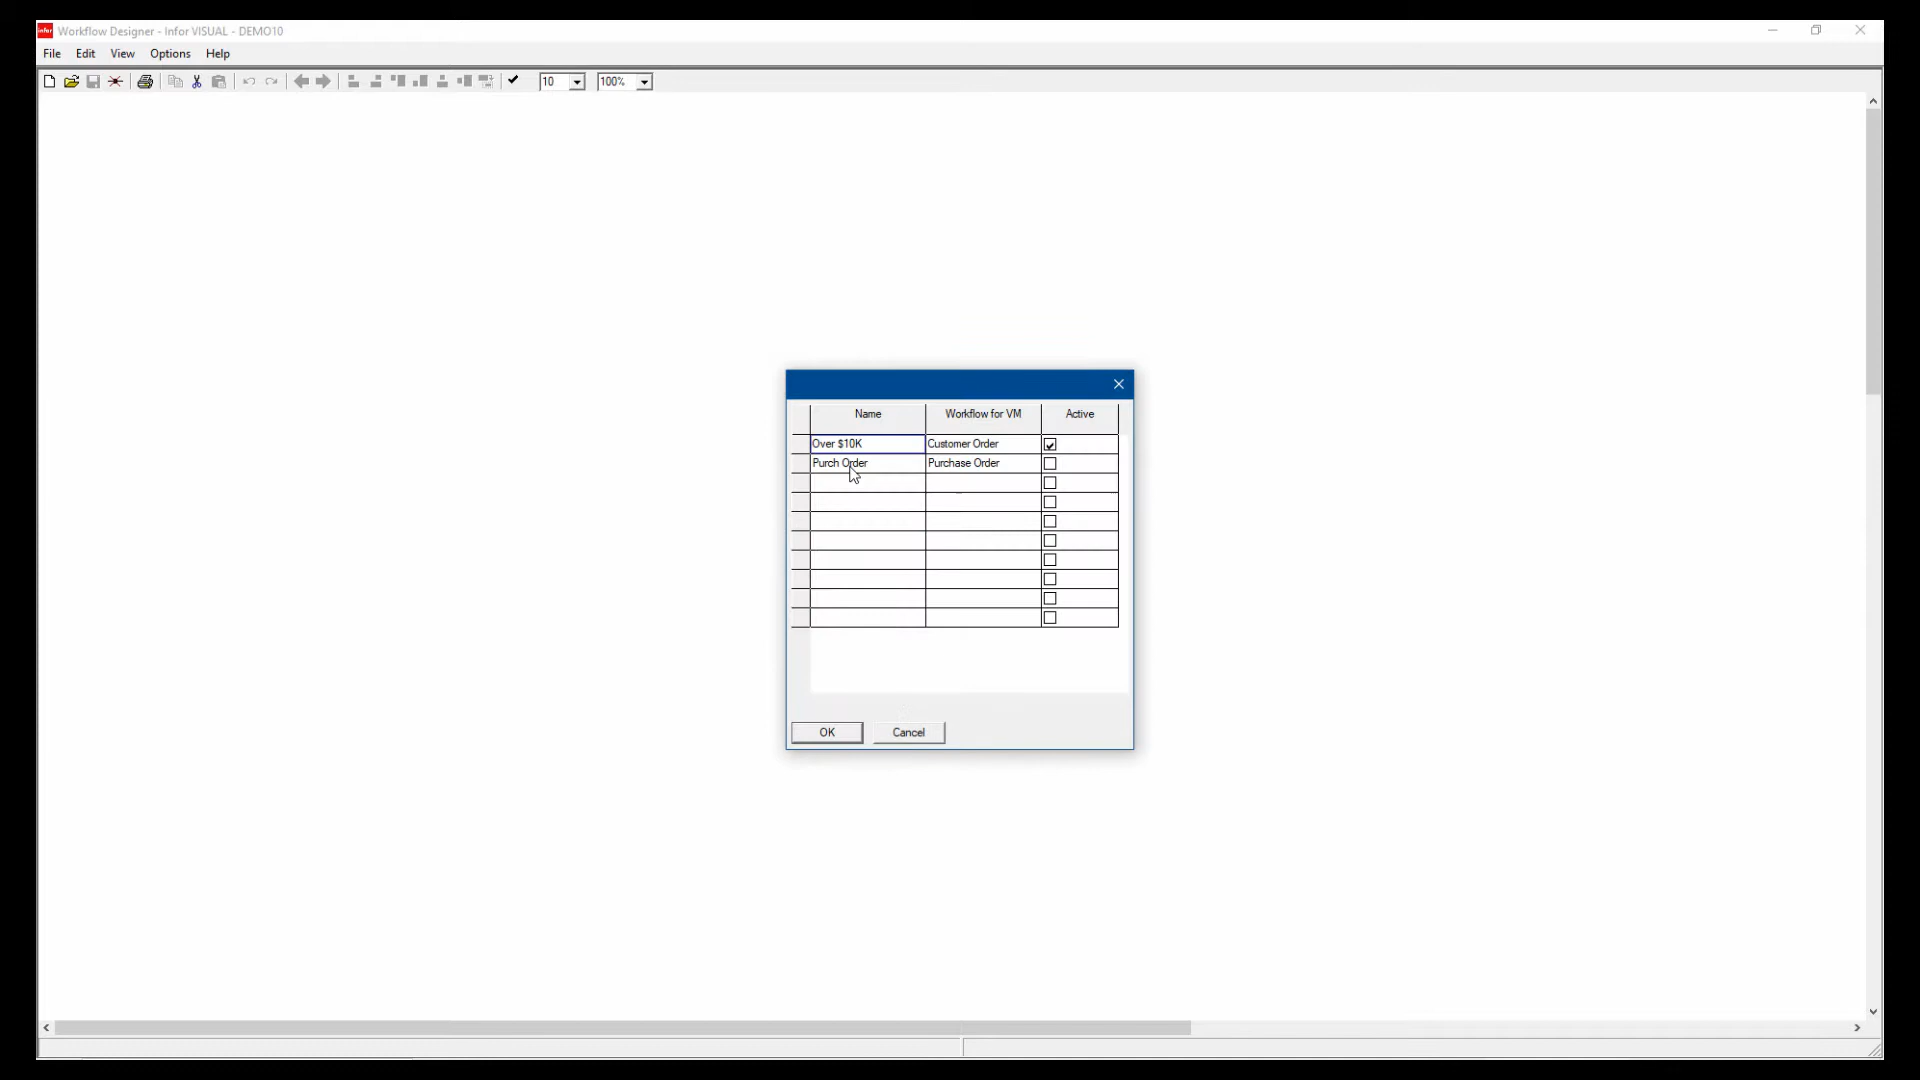 infor Workflow Designer - Infor VISUAL - DEMO10
File Edit View Options Help
10 100%
Name Workflow for VM Active
Over $10K Customer Order
Purch Order Purchase Order
OK Cancel